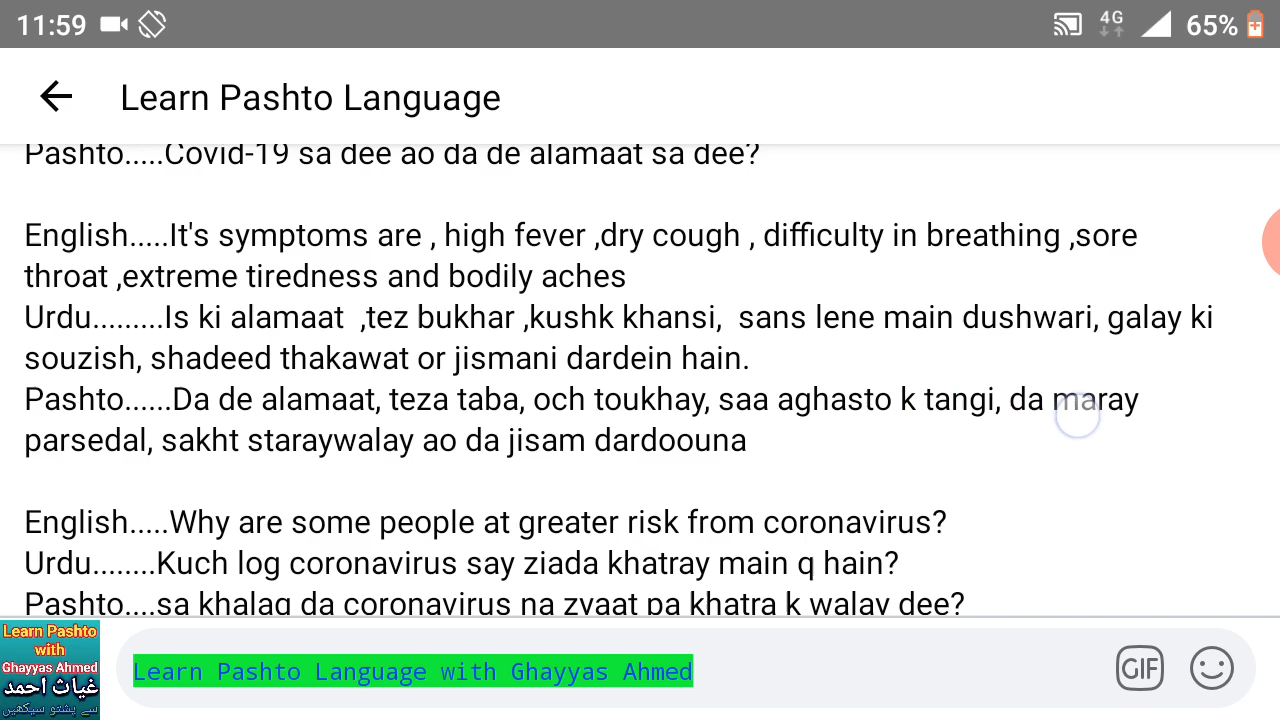 11:59 4G 65%
Learn Pashto Language
Pashto.....Covid-19 sa dee ao da de alamaat sa dee?
English.....It's symptoms are , high fever ,dry cough , difficulty in breathing ,sore
throat ,extreme tiredness and bodily aches
Urdu.........Is ki alamaat  ,tez bukhar ,kushk khansi,  sans lene main dushwari, galay ki
souzish, shadeed thakawat or jismani dardein hain.
Pashto......Da de alamaat, teza taba, och toukhay, saa aghasto k tangi, da maray
parsedal, sakht staraywalay ao da jisam dardoouna
English.....Why are some people at greater risk from coronavirus?
Urdu........Kuch log coronavirus say ziada khatray main q hain?
Pashto....sa khalaq da coronavirus na zyaat pa khatra k walay dee?
Learn Pashto
with
Ghayyas Ahmed
غیاث احمد
سے پشتو سیکھیں
Learn Pashto Language with Ghayyas Ahmed
GIF